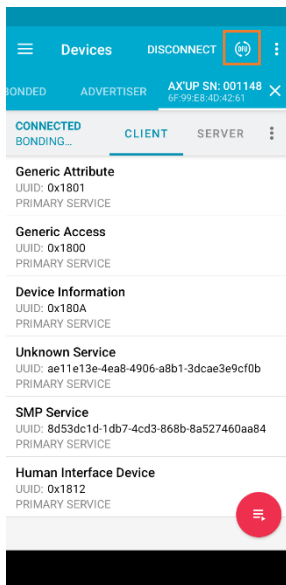 Devices DISCONNECT DFU
BONDED ADVERTISER AX'UP SN: 001148
6F:99:E8:4D:42:61
CONNECTED
BONDING... CLIENT SERVER
Generic Attribute
UUID: 0x1801
PRIMARY SERVICE
Generic Access
UUID: 0x1800
PRIMARY SERVICE
Device Information
UUID: 0x180A
PRIMARY SERVICE
Unknown Service
UUID: ae11e13e-4ea8-4906-a8b1-3dcae3e9cf0b
PRIMARY SERVICE
SMP Service
UUID: 8d53dc1d-1db7-4cd3-868b-8a527460aa84
PRIMARY SERVICE
Human Interface Device
UUID: 0x1812
PRIMARY SERVICE